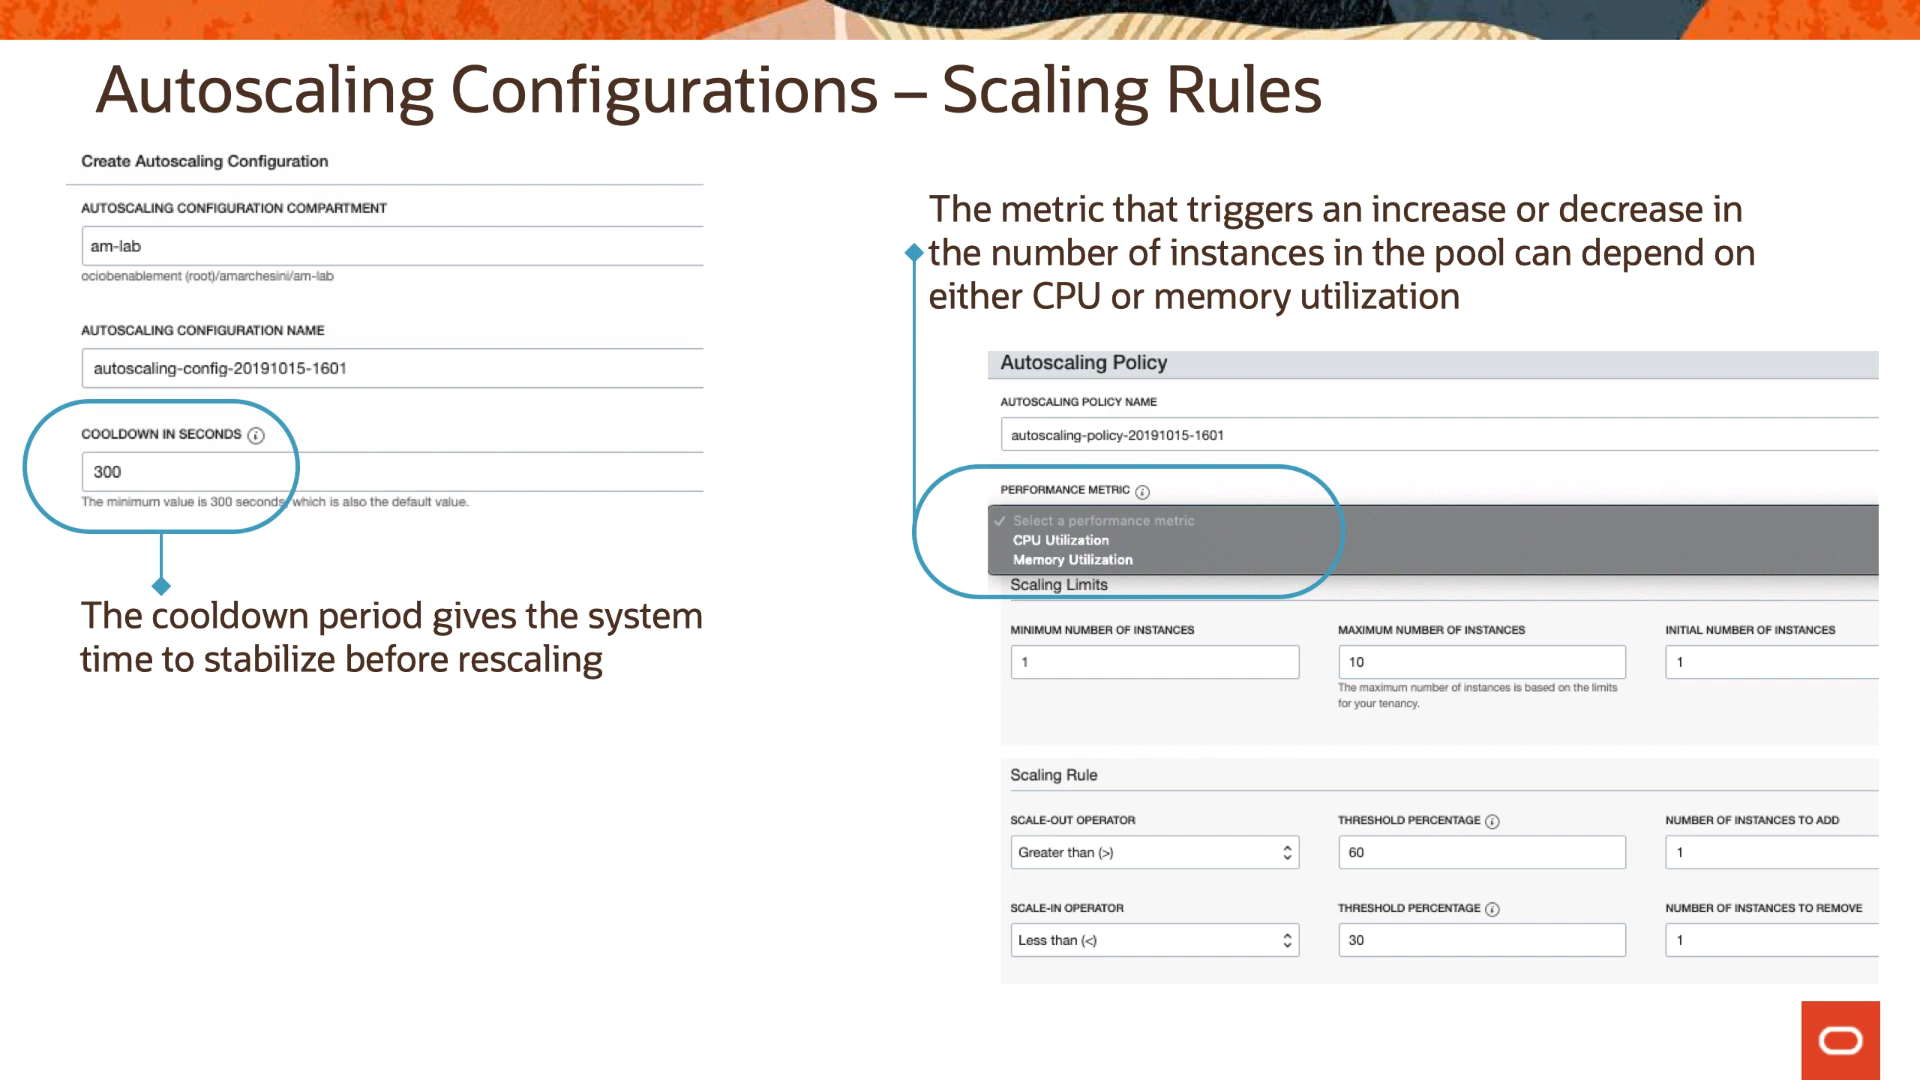 Autoscaling Configurations – Scaling Rules
Create Autoscaling Configuration
AUTOSCALING CONFIGURATION COMPARTMENT
am-lab
ociobenablement (root)/amarchesini/am-lab
AUTOSCALING CONFIGURATION NAME
autoscaling-config-20191015-1601
COOLDOWN IN SECONDS i
300
The minimum value is 300 seconds, which is also the default value.
The cooldown period gives the system
time to stabilize before rescaling
The metric that triggers an increase or decrease in
the number of instances in the pool can depend on
either CPU or memory utilization
Autoscaling Policy
AUTOSCALING POLICY NAME
autoscaling-policy-20191015-1601
PERFORMANCE METRIC i
✓ Select a performance metric
CPU Utilization
Memory Utilization
Scaling Limits
MINIMUM NUMBER OF INSTANCES
1
MAXIMUM NUMBER OF INSTANCES
10
The maximum number of instances is based on the limits
for your tenancy.
INITIAL NUMBER OF INSTANCES
1
Scaling Rule
SCALE-OUT OPERATOR
Greater than (>)
THRESHOLD PERCENTAGE i
60
NUMBER OF INSTANCES TO ADD
1
SCALE-IN OPERATOR
Less than (<)
THRESHOLD PERCENTAGE i
30
NUMBER OF INSTANCES TO REMOVE
1